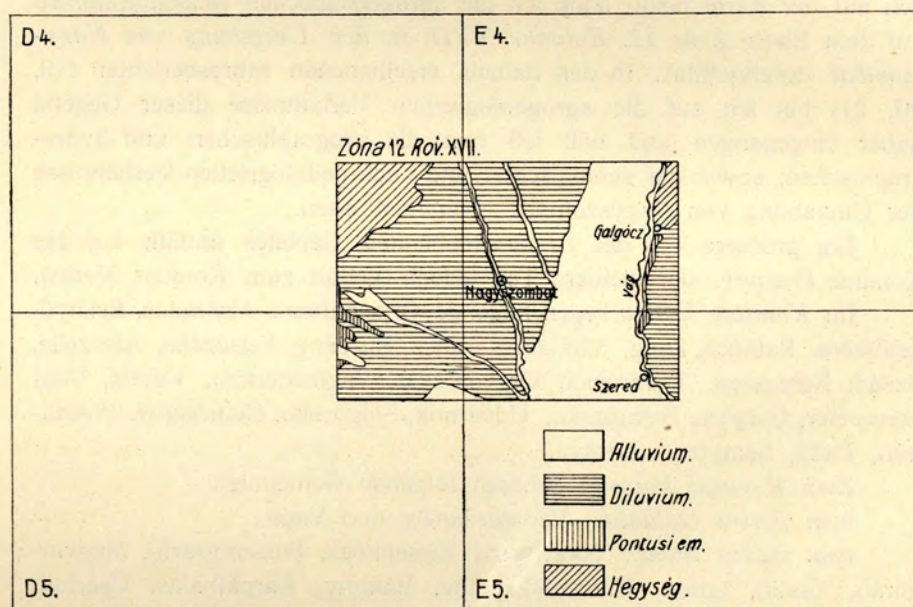 D4. E4.
Zóna 12 Rov. XVII.
Galgócz
Vág
Nagyszombat
Szered
Alluvium.
Diluvium.
Pontusi em.
Hegység
D5. E5.